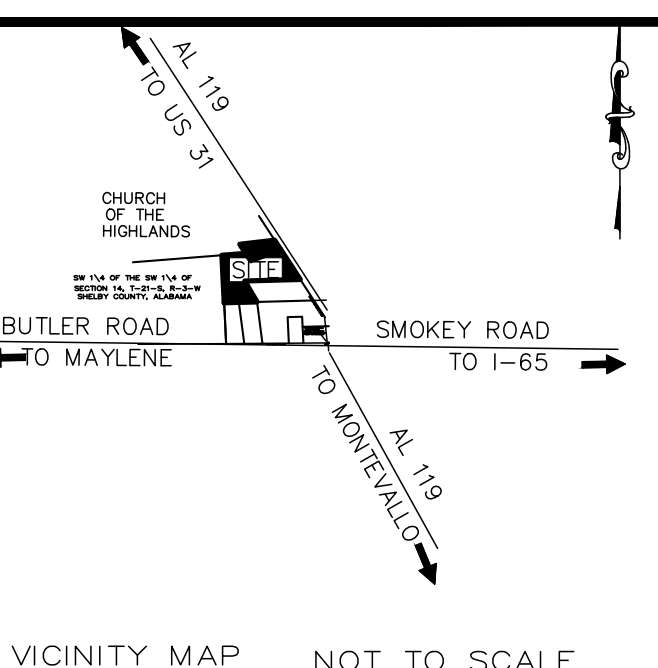 AL 119
TO US 31
CHURCH
OF THE
HIGHLANDS
SITE
SW 1\4 OF THE SW 1\4 OF
SECTION 14, T-21-S, R-3-W
SHELBY COUNTY, ALABAMA
BUTLER ROAD
TO MAYLENE
SMOKEY ROAD
TO I-65
TO MONTEVALLO
AL 119
VICINITY MAP
NOT TO SCALE